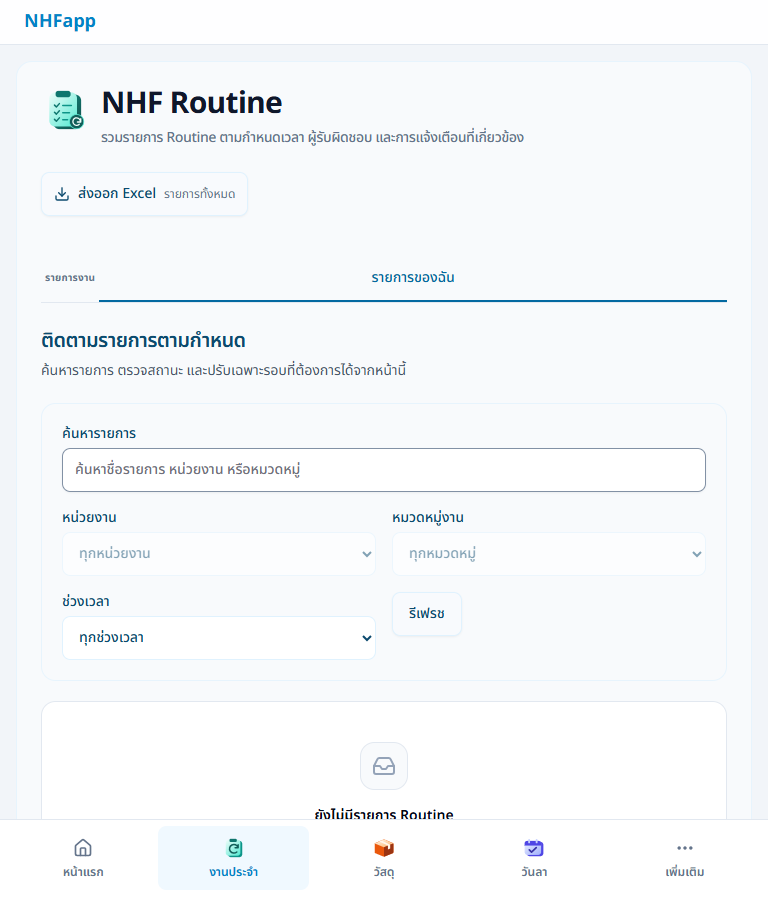 NHFapp
NHF Routine
รวมรายการ Routine ตามกำหนดเวลา ผู้รับผิดชอบ และการแจ้งเตือนที่เกี่ยวข้อง
ส่งออก Excel รายการทั้งหมด
รายการงาน รายการของฉัน
ติดตามรายการตามกำหนด
ค้นหารายการ ตรวจสถานะ และปรับเฉพาะรอบที่ต้องการได้จากหน้านี้
ค้นหารายการ
ค้นหาชื่อรายการ หน่วยงาน หรือหมวดหมู่
หน่วยงาน หมวดหมู่งาน
ทุกหน่วยงาน ทุกหมวดหมู่
ช่วงเวลา
ทุกช่วงเวลา รีเฟรช
ยังไม่มีรายการ Routine
หน้าแรก งานประจำ วัสดุ วันลา เพิ่มเติม